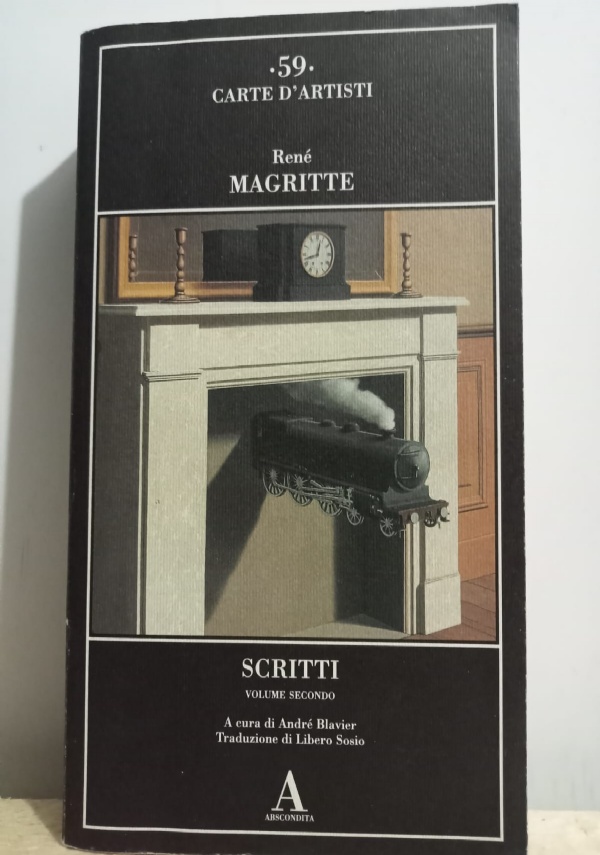 ·59·
CARTE D'ARTISTI
René
MAGRITTE
SCRITTI
VOLUME SECONDO
A cura di André Blavier
Traduzione di Libero Sosio
A
ABSCONDITA